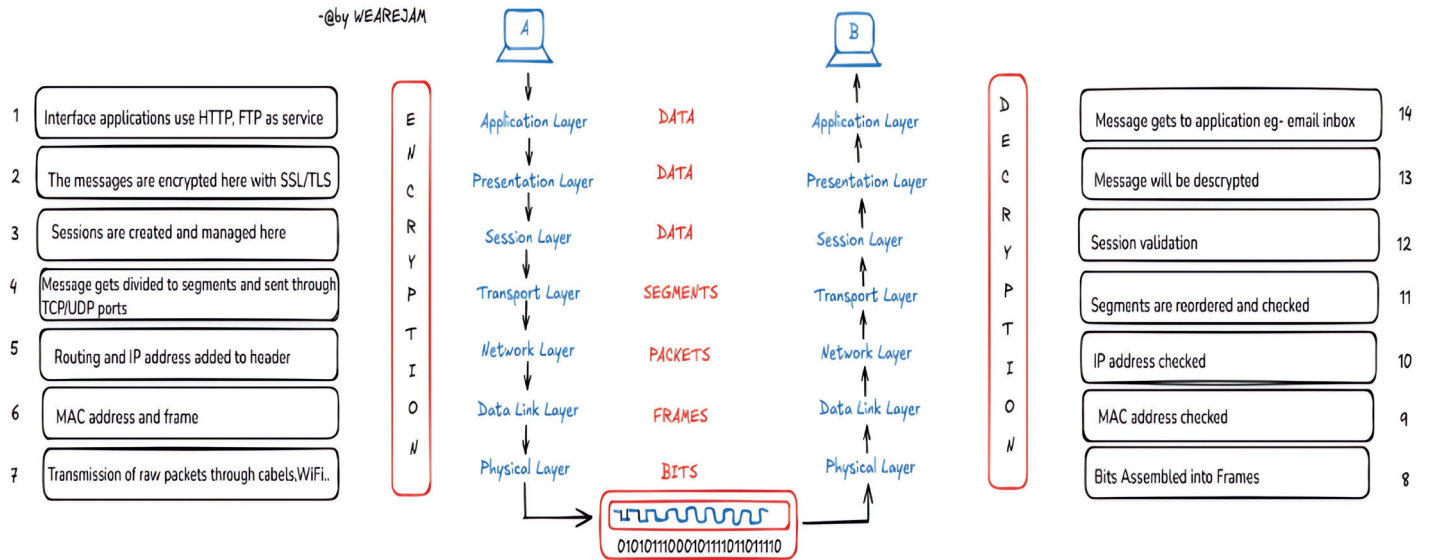 -@by WEAREJAM
A
B
1 Interface applications use HTTP, FTP as service
2 The messages are encrypted here with SSL/TLS
3 Sessions are created and managed here
4 Message gets divided to segments and sent through
TCP/UDP ports
5 Routing and IP address added to header
6 MAC address and frame
7 Transmission of raw packets through cabels,WiFi..
ENCRYPTION
Application Layer
Presentation Layer
Session Layer
Transport Layer
Network Layer
Data Link Layer
Physical Layer
DATA
DATA
DATA
SEGMENTS
PACKETS
FRAMES
BITS
01010111000101111011011110
Application Layer
Presentation Layer
Session Layer
Transport Layer
Network Layer
Data Link Layer
Physical Layer
DECRYPTION
Message gets to application eg- email inbox 14
Message will be descrypted 13
Session validation 12
Segments are reordered and checked 11
IP address checked 10
MAC address checked 9
Bits Assembled into Frames 8